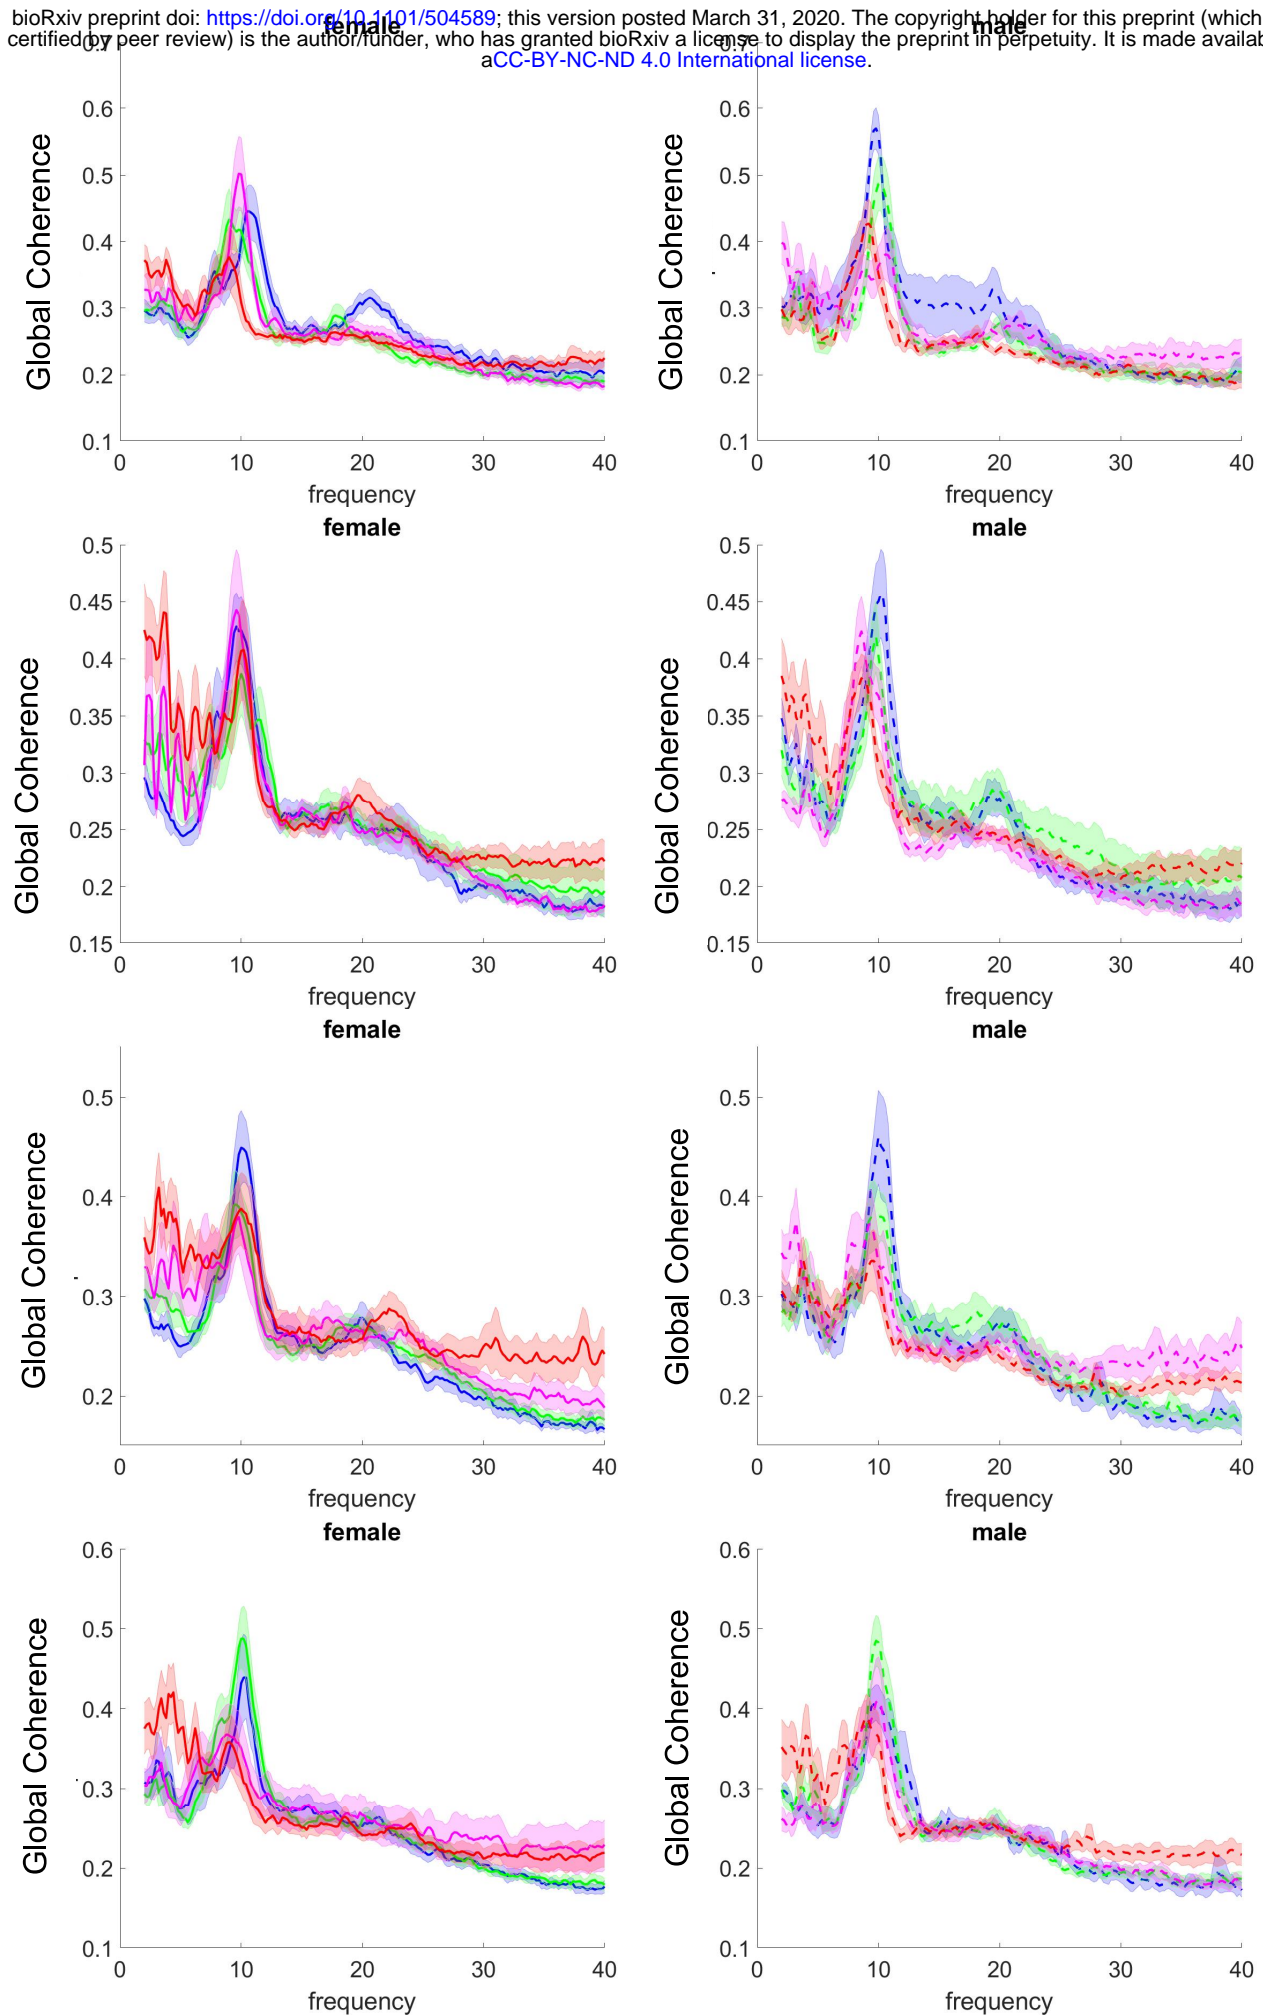 bioRxiv preprint doi: https://doi.org/10.1101/504589; this version posted March 31, 2020. The copyright holder for this preprint (which
certified by peer review) is the author/funder, who has granted bioRxiv a license to display the preprint in perpetuity. It is made availab
aCC-BY-NC-ND 4.0 International license.
female
0.7
0.6
0.5
0.4
0.3
0.2
0.1
Global Coherence
0 10 20 30 40
frequency
male
0.7
0.6
0.5
0.4
0.3
0.2
0.1
Global Coherence
0 10 20 30 40
frequency
female
0.5
0.45
0.4
0.35
0.3
0.25
0.2
0.15
Global Coherence
0 10 20 30 40
frequency
male
0.5
0.45
0.4
0.35
0.3
0.25
0.2
0.15
Global Coherence
0 10 20 30 40
frequency
female
0.5
0.4
0.3
0.2
Global Coherence
0 10 20 30 40
frequency
male
0.5
0.4
0.3
0.2
Global Coherence
0 10 20 30 40
frequency
female
0.6
0.5
0.4
0.3
0.2
0.1
Global Coherence
0 10 20 30 40
frequency
male
0.6
0.5
0.4
0.3
0.2
0.1
Global Coherence
0 10 20 30 40
frequency